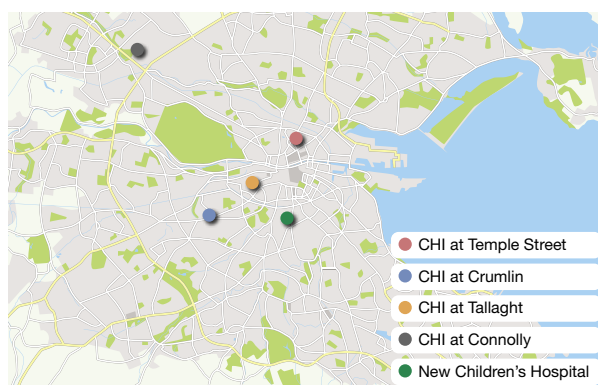 CHI at Temple Street
CHI at Crumlin
CHI at Tallaght
CHI at Connolly
New Children’s Hospital